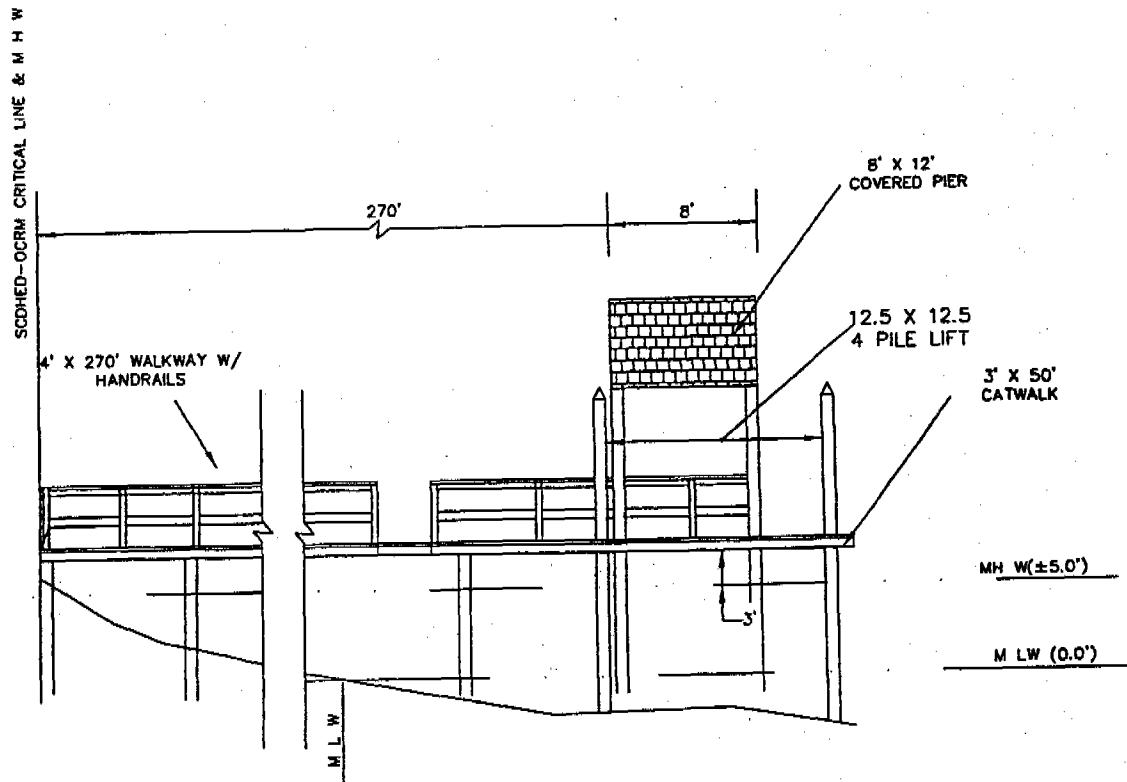 SCDHED-OCRM CRITICAL LINE & M H W
8' X 12'
COVERED PIER
270'
8'
12.5 X 12.5
4 PILE LIFT
4' X 270' WALKWAY W/
HANDRAILS
3' X 50'
CATWALK
MH W(±5.0')
3'
M LW (0.0')
M L W